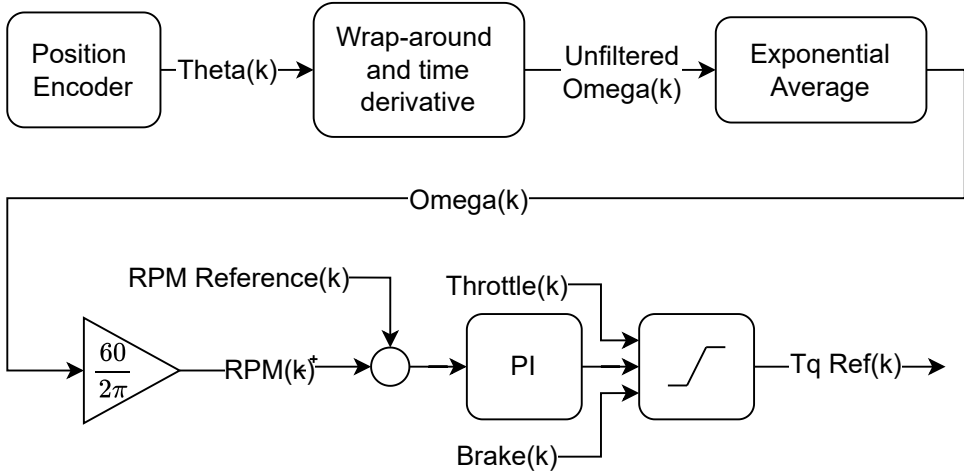 Position
Encoder
Theta(k)
Wrap-around
and time
derivative
Unfiltered
Omega(k)
Exponential
Average
Omega(k)
RPM Reference(k)
Throttle(k)
60
2π
RPM(k)
+
-
PI
Tq Ref(k)
Brake(k)